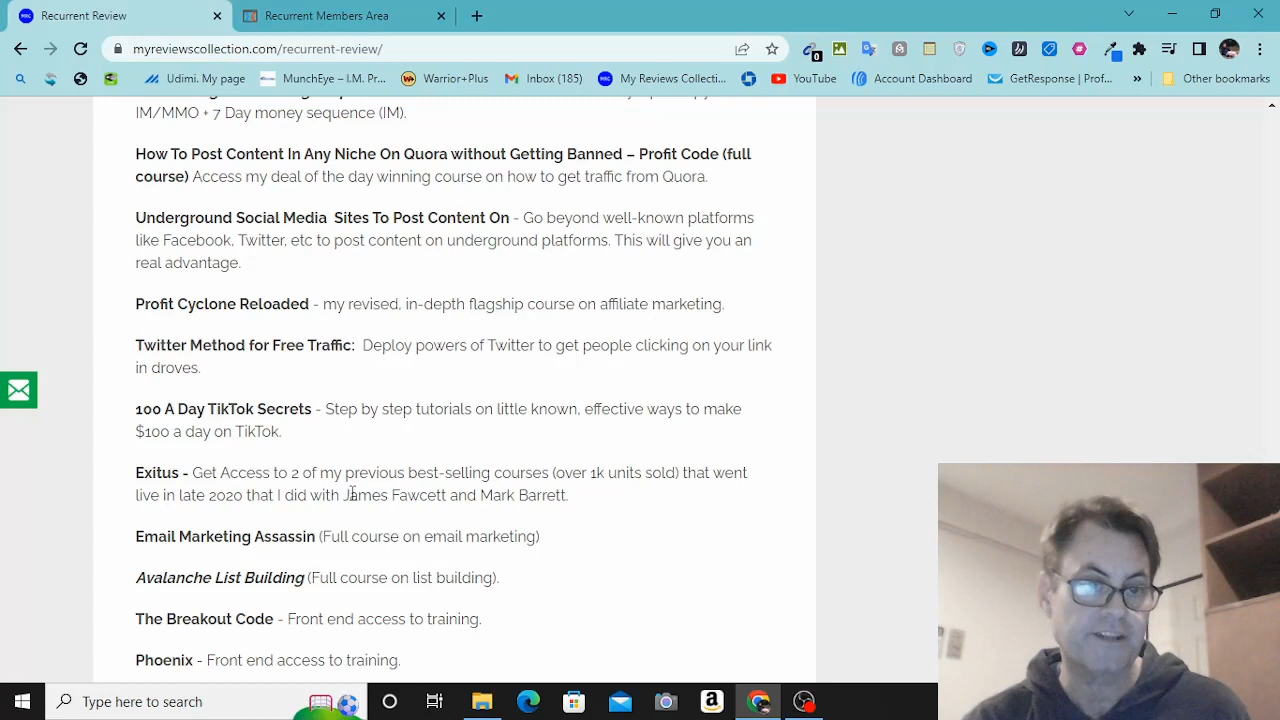 Recurrent Review
Recurrent Members Area
myreviewscollection.com/recurrent-review/
Udimi. My page
MunchEye – I.M. Pr...
Warrior+Plus
Inbox (185)
My Reviews Collecti...
YouTube
Account Dashboard
GetResponse | Prof...
Other bookmarks
IM/MMO + 7 Day money sequence (IM).
How To Post Content In Any Niche On Quora without Getting Banned – Profit Code (full
course) Access my deal of the day winning course on how to get traffic from Quora.
Underground Social Media Sites To Post Content On - Go beyond well-known platforms
like Facebook, Twitter, etc to post content on underground platforms. This will give you an
real advantage.
Profit Cyclone Reloaded - my revised, in-depth flagship course on affiliate marketing.
Twitter Method for Free Traffic: Deploy powers of Twitter to get people clicking on your link
in droves.
100 A Day TikTok Secrets - Step by step tutorials on little known, effective ways to make
$100 a day on TikTok.
Exitus - Get Access to 2 of my previous best-selling courses (over 1k units sold) that went
live in late 2020 that I did with James Fawcett and Mark Barrett.
Email Marketing Assassin (Full course on email marketing)
Avalanche List Building (Full course on list building).
The Breakout Code - Front end access to training.
Phoenix - Front end access to training.
Type here to search